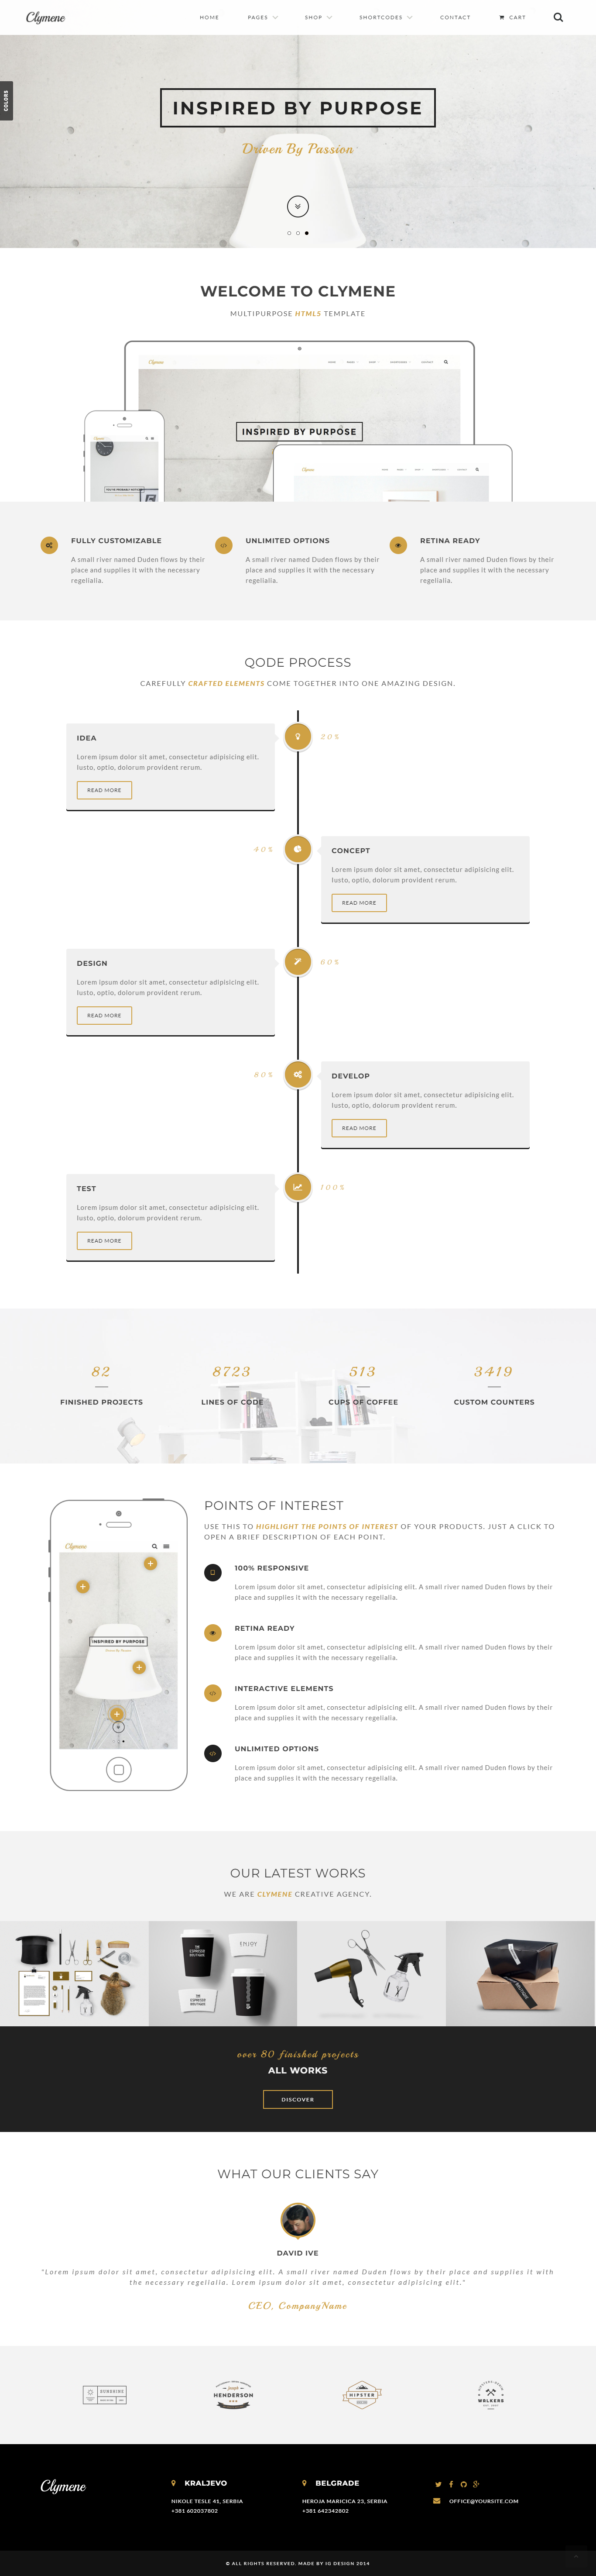 Clymene
HOME PAGES SHOP SHORTCODES CONTACT CART
COLORS
INSPIRED BY PURPOSE
Driven By Passion
WELCOME TO CLYMENE
MULTIPURPOSE HTML5 TEMPLATE
Clymene
INSPIRED BY PURPOSE
FULLY CUSTOMIZABLE
A small river named Duden flows by their
place and supplies it with the necessary
regelialia.
UNLIMITED OPTIONS
A small river named Duden flows by their
place and supplies it with the necessary
regelialia.
RETINA READY
A small river named Duden flows by their
place and supplies it with the necessary
regelialia.
QODE PROCESS
CAREFULLY CRAFTED ELEMENTS COME TOGETHER INTO ONE AMAZING DESIGN.
IDEA
Lorem ipsum dolor sit amet, consectetur adipisicing elit.
Iusto, optio, dolorum provident rerum.
READ MORE
20%
40%
CONCEPT
Lorem ipsum dolor sit amet, consectetur adipisicing elit.
Iusto, optio, dolorum provident rerum.
READ MORE
DESIGN
Lorem ipsum dolor sit amet, consectetur adipisicing elit.
Iusto, optio, dolorum provident rerum.
READ MORE
60%
80%
DEVELOP
Lorem ipsum dolor sit amet, consectetur adipisicing elit.
Iusto, optio, dolorum provident rerum.
READ MORE
TEST
Lorem ipsum dolor sit amet, consectetur adipisicing elit.
Iusto, optio, dolorum provident rerum.
READ MORE
100%
82
FINISHED PROJECTS
8723
LINES OF CODE
513
CUPS OF COFFEE
3419
CUSTOM COUNTERS
Clymene
INSPIRED BY PURPOSE
Driven By Passion
POINTS OF INTEREST
USE THIS TO HIGHLIGHT THE POINTS OF INTEREST OF YOUR PRODUCTS, JUST A CLICK TO
OPEN A BRIEF DESCRIPTION OF EACH POINT.
100% RESPONSIVE
Lorem ipsum dolor sit amet, consectetur adipisicing elit. A small river named Duden flows by their
place and supplies it with the necessary regelialia.
RETINA READY
Lorem ipsum dolor sit amet, consectetur adipisicing elit. A small river named Duden flows by their
place and supplies it with the necessary regelialia.
INTERACTIVE ELEMENTS
Lorem ipsum dolor sit amet, consectetur adipisicing elit. A small river named Duden flows by their
place and supplies it with the necessary regelialia.
UNLIMITED OPTIONS
Lorem ipsum dolor sit amet, consectetur adipisicing elit. A small river named Duden flows by their
place and supplies it with the necessary regelialia.
OUR LATEST WORKS
WE ARE CLYMENE CREATIVE AGENCY.
ENJOY
over 80 finished projects
ALL WORKS
DISCOVER
WHAT OUR CLIENTS SAY
DAVID IVE
"Lorem ipsum dolor sit amet, consectetur adipisicing elit. A small river named Duden flows by their place and supplies it with
the necessary regelialia. Lorem ipsum dolor sit amet, consectetur adipisicing elit."
CEO, CompanyName
SUNSHINE
HENDERSON
HIPSTER
WALKERS
Clymene
KRALJEVO
NIKOLE TESLE 41, SERBIA
+381 602037802
BELGRADE
HEROJA MARICICA 23, SERBIA
+381 642342802
OFFICE@YOURSITE.COM
© ALL RIGHTS RESERVED. MADE BY IG DESIGN 2014